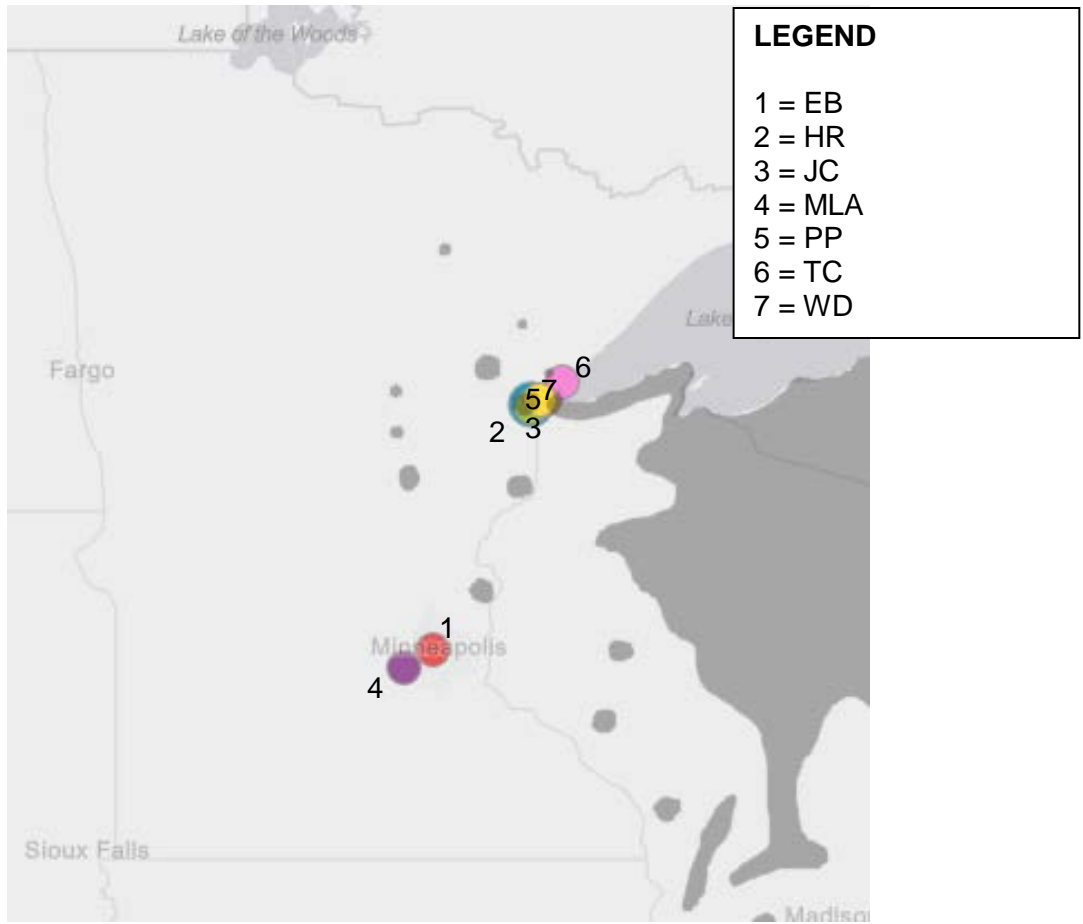 Lake of the Woods
LEGEND
1 = EB
2 = HR
3 = JC
4 = MLA
5 = PP
6 = TC
7 = WD
Lake
Fargo
6
7
5
2
3
1
Minneapolis
4
Sioux Falls
Madiso